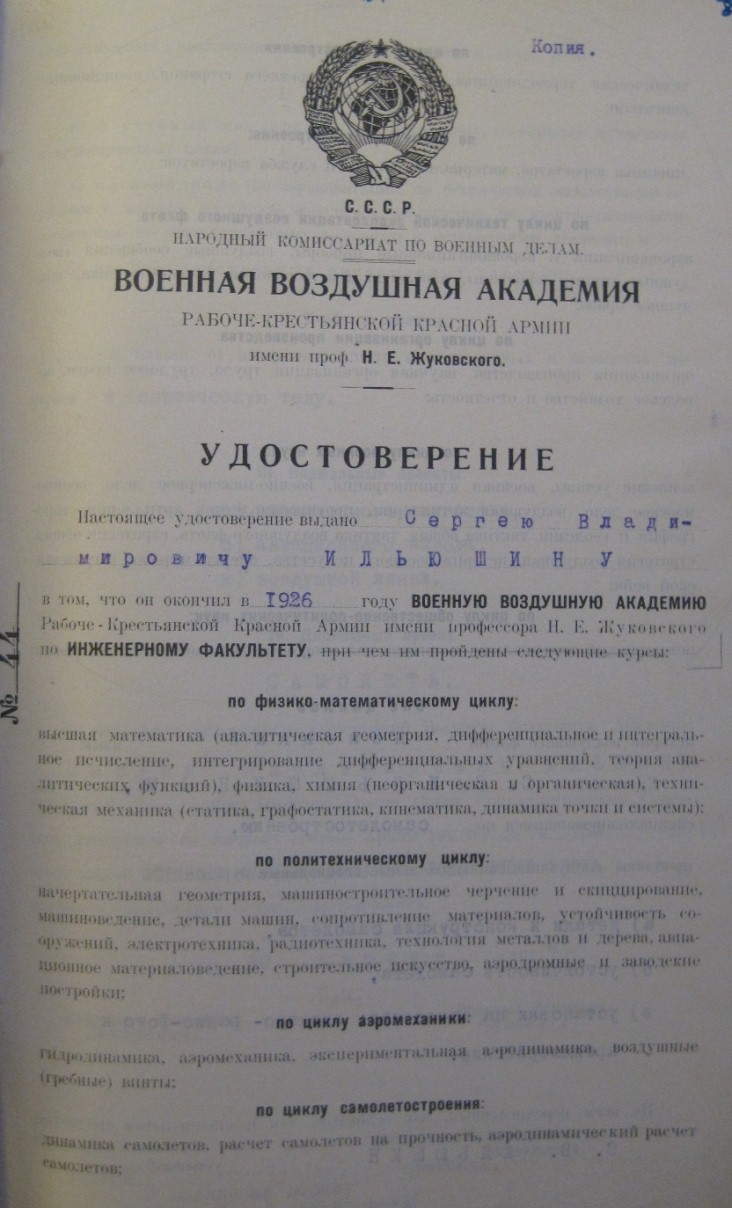 Копия.
С. С. С. Р.
НАРОДНЫЙ КОМИССАРИАТ ПО ВОЕННЫМ ДЕЛАМ.
ВОЕННАЯ ВОЗДУШНАЯ АКАДЕМИЯ
РАБОЧЕ-КРЕСТЬЯНСКОЙ КРАСНОЙ АРМИИ
имени проф. Н. Е. Жуковского.
УДОСТОВЕРЕНИЕ
Настоящее удостоверение выдано Сергею Влади-
мировичу ИЛЬЮШИНУ
в том, что он окончил в 1926 году ВОЕННУЮ ВОЗДУШНУЮ АКАДЕМИЮ
Рабоче-Крестьянской Красной Армии имени профессора Н. Е. Жуковского
по ИНЖЕНЕРНОМУ ФАКУЛЬТЕТУ, при чем им пройдены следующие курсы:
№ 44
по физико-математическому циклу:
высшая математика (аналитическая геометрия, дифференциальное и интеграль-
ное исчисление, интегрирование дифференциальных уравнений, теория ана-
литических функций), физика, химия (неорганическая и органическая), техни-
ческая механика (статика, графостатика, кинематика, динамика точки и системы);
по политехническому циклу:
начертательная геометрия, машиностроительное черчение и скиццирование,
машиноведение, детали машин, сопротивление материалов, устойчивость со-
оружений, электротехника, радиотехника, технология металлов и дерева, авиа-
ционное материаловедение, строительное искусство, аэродромные и заводские
постройки;
по циклу аэромеханики:
гидродинамика, аэромеханика, экспериментальная аэродинамика, воздушные
(гребные) винты;
по циклу самолетостроения:
динамика самолетов, расчет самолетов на прочность, аэродинамический расчет
самолетов;